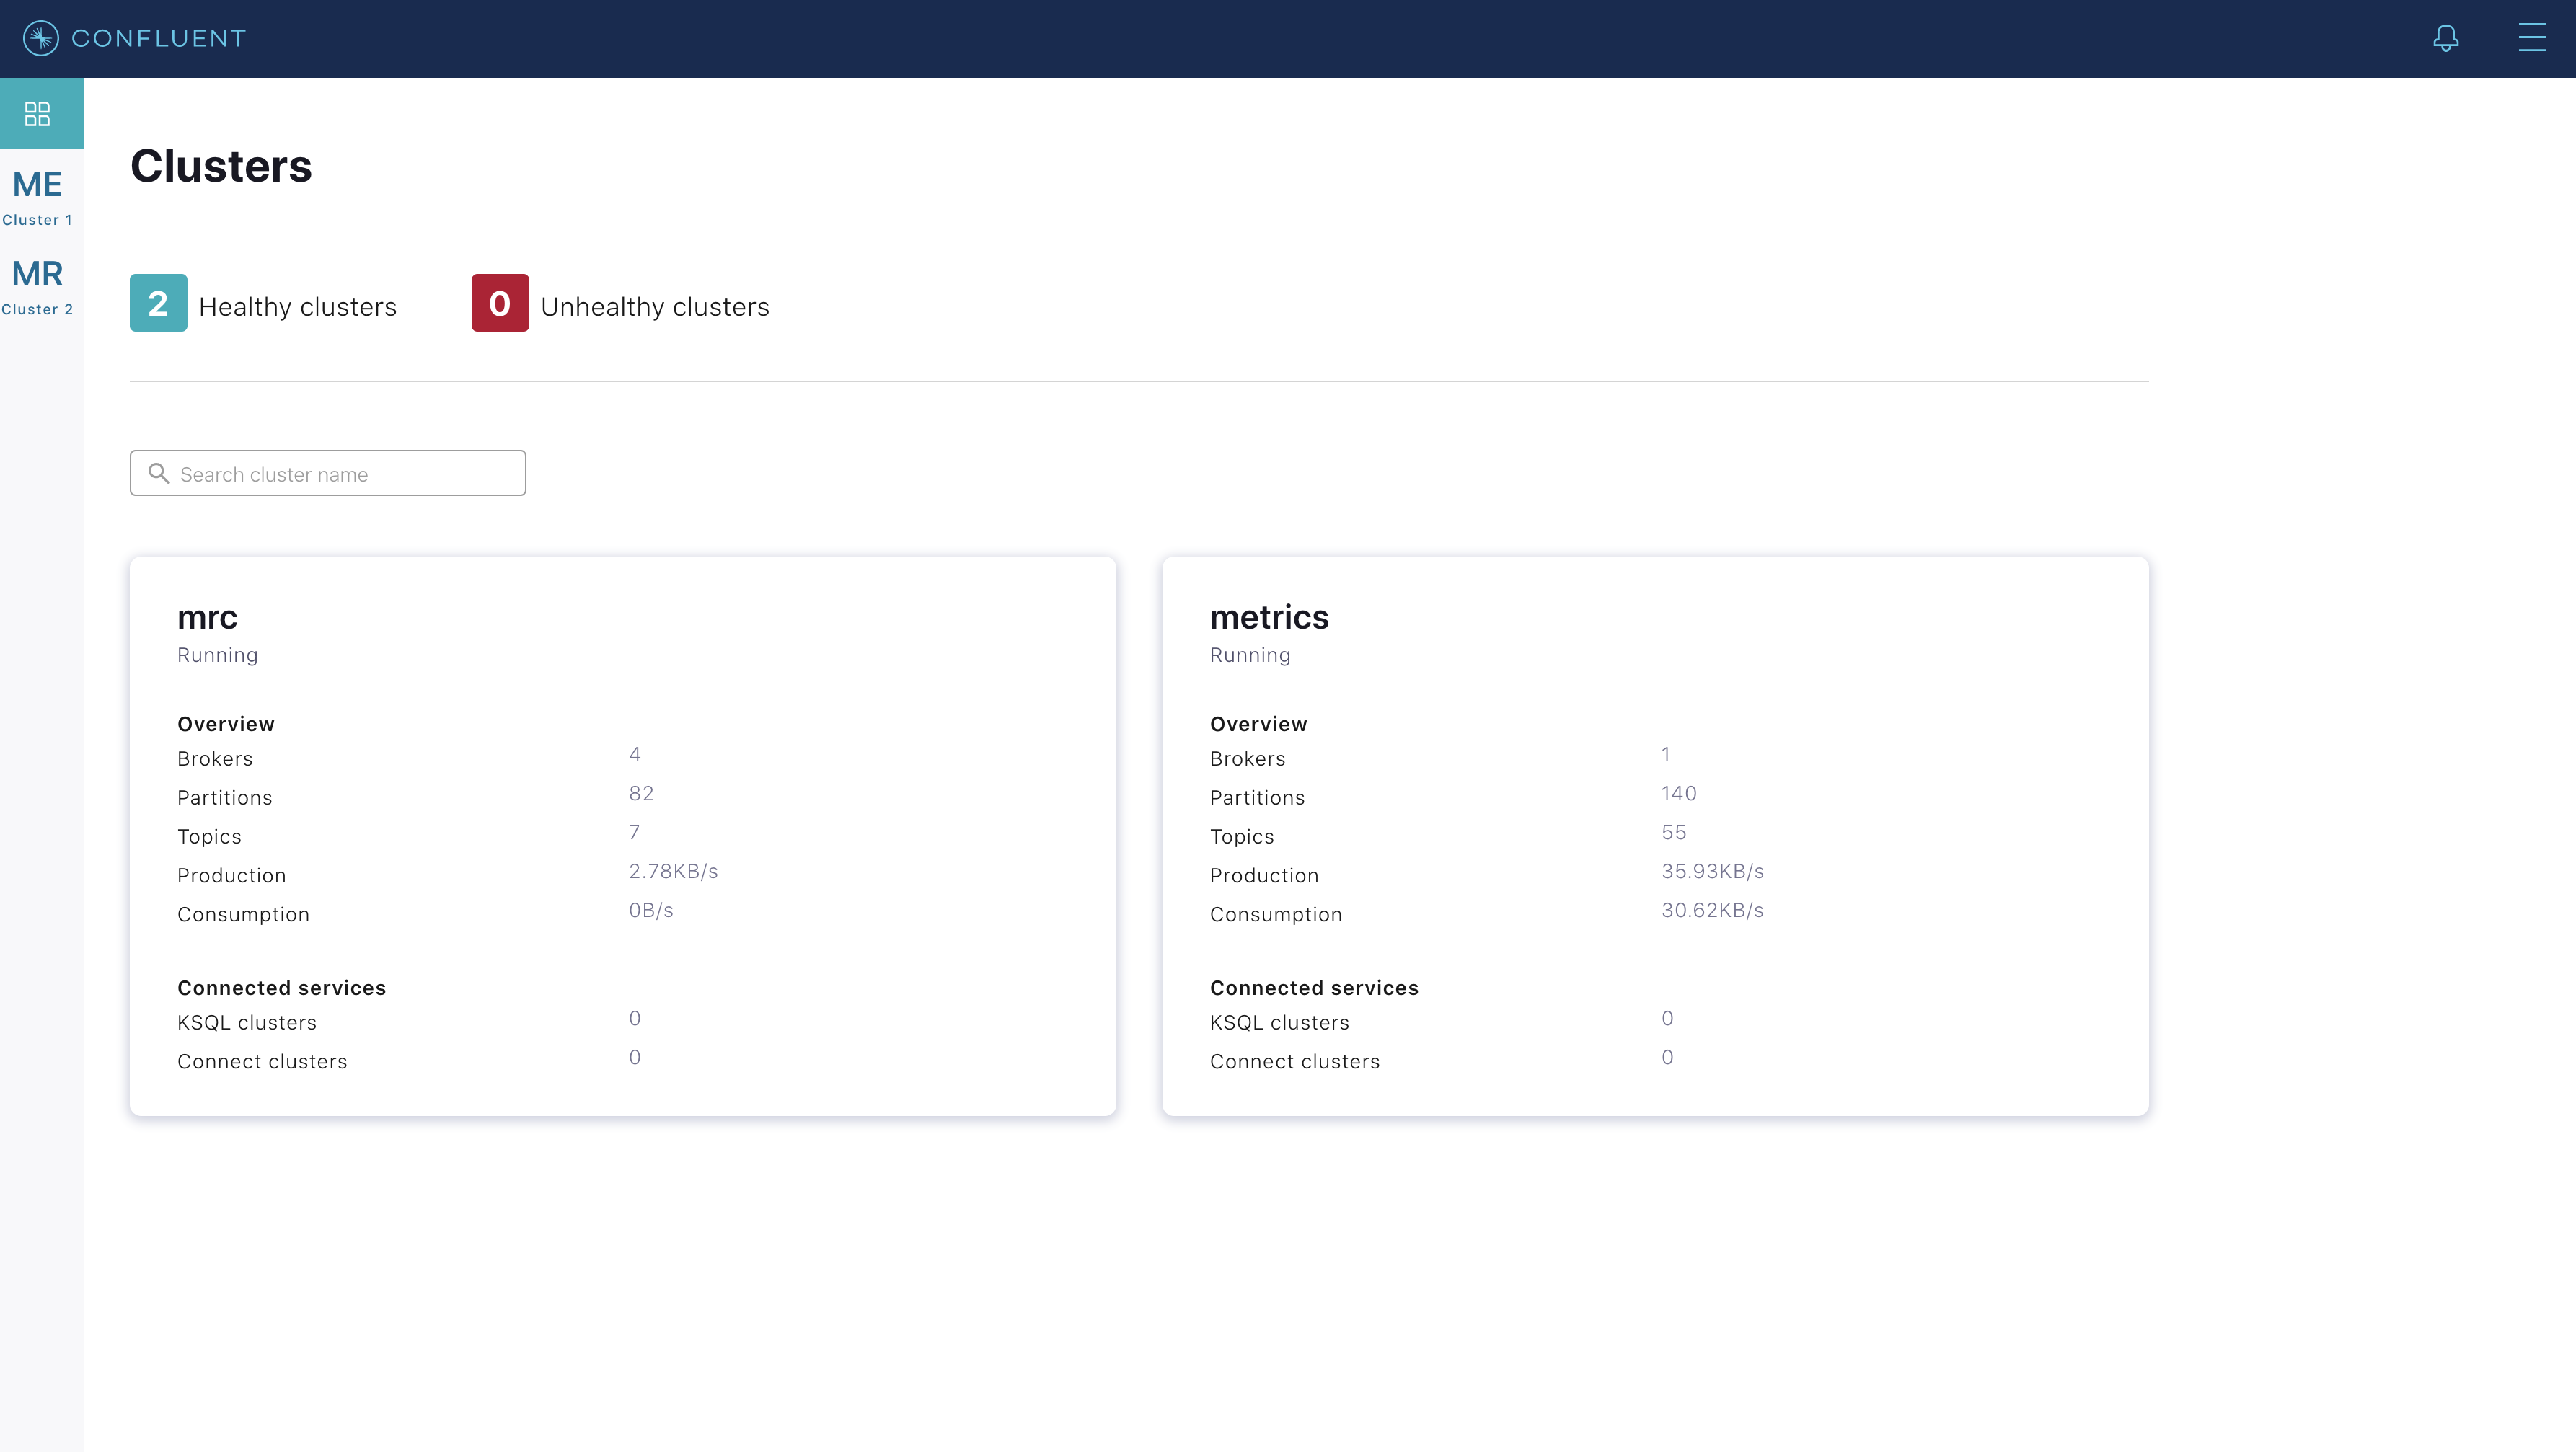 CONFLUENT
ME
Cluster 1
MR
Cluster 2
Clusters
2 Healthy clusters 0 Unhealthy clusters
Search cluster name
mrc
Running
Overview
Brokers 4
Partitions 82
Topics 7
Production 2.78KB/s
Consumption 0B/s
Connected services
KSQL clusters 0
Connect clusters 0
metrics
Running
Overview
Brokers 1
Partitions 140
Topics 55
Production 35.93KB/s
Consumption 30.62KB/s
Connected services
KSQL clusters 0
Connect clusters 0